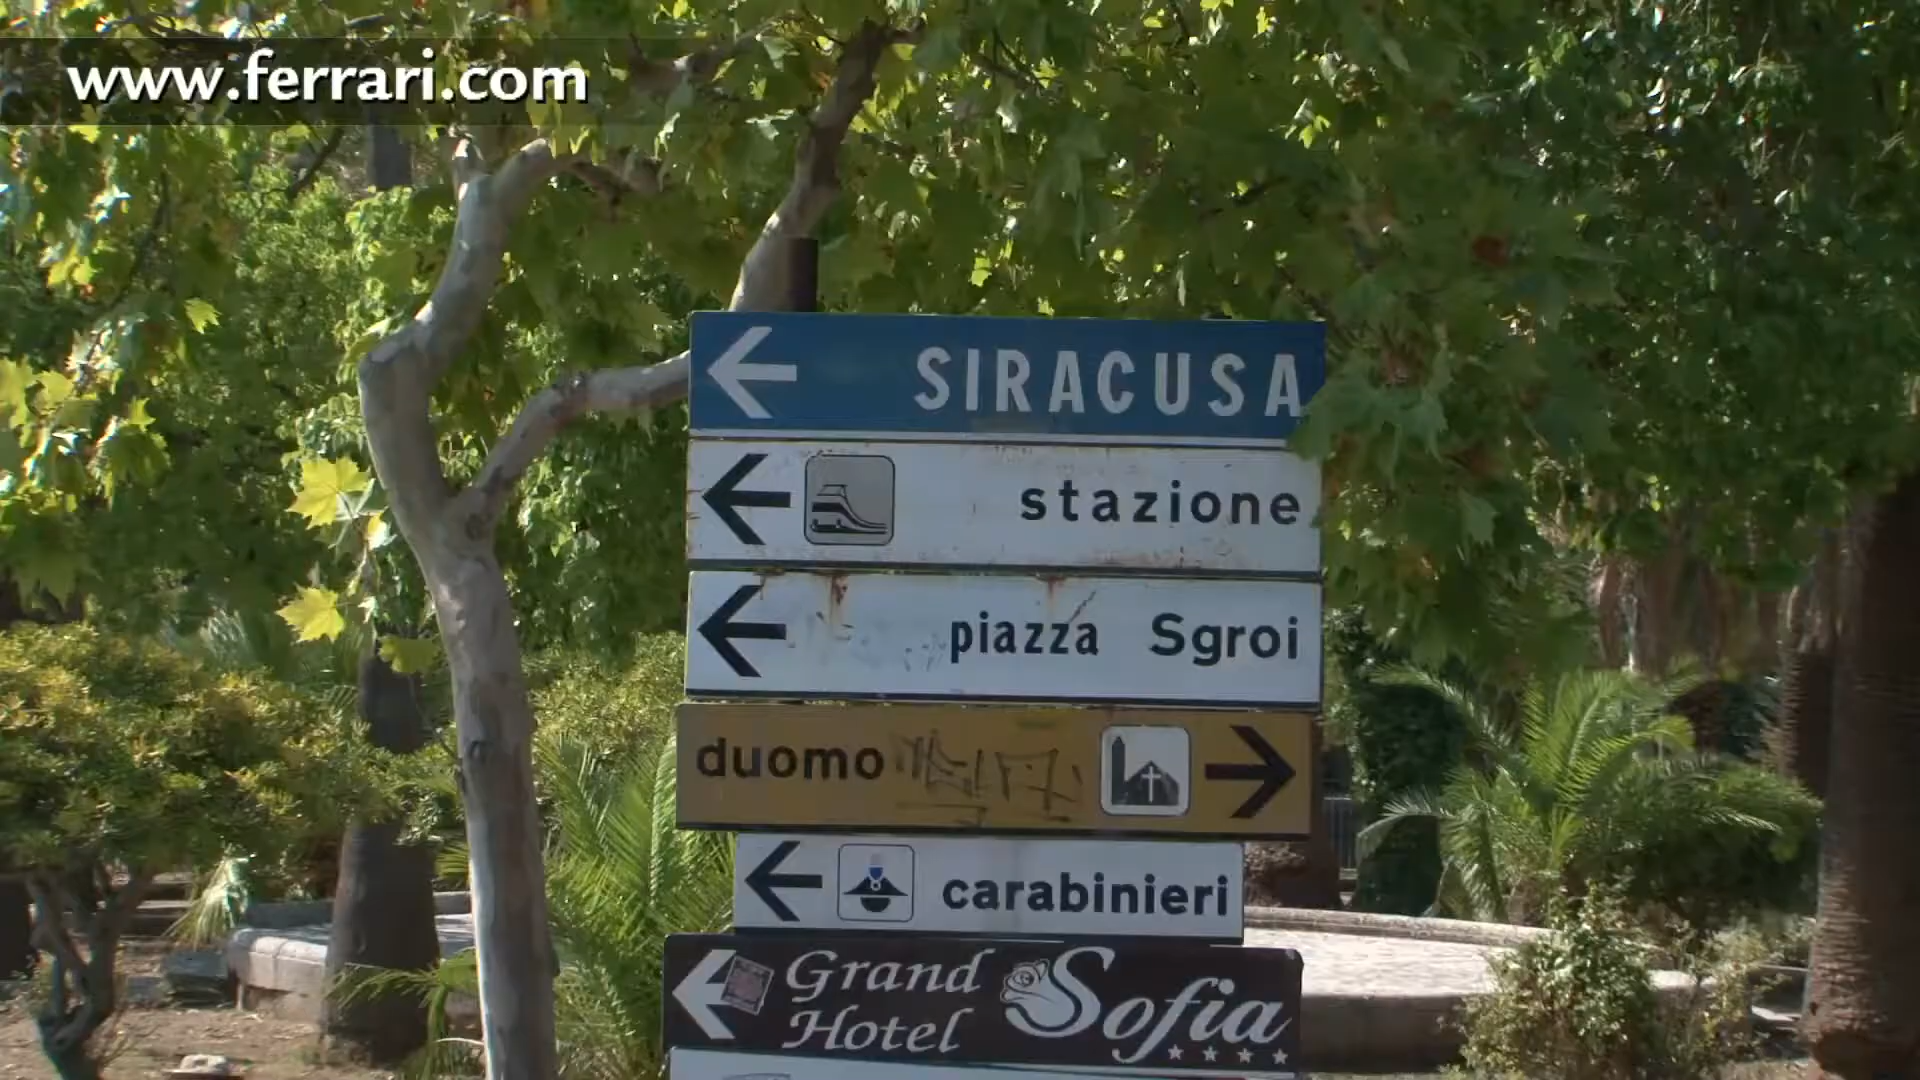 www.ferrari.com
SIRACUSA
stazione
piazza Sgroi
duomo
carabinieri
Grand Hotel Sofia